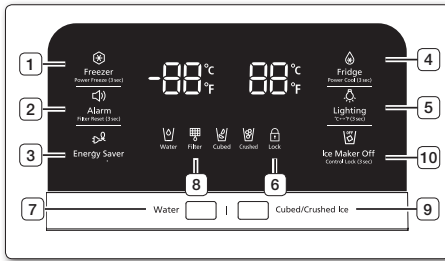 1
Freezer
Power Freeze (3 sec)
2
Alarm
Filter Reset (3 sec)
3
Energy Saver
-88 °C °F
88 °C °F
4
Fridge
Power Cool (3 sec)
5
Lighting
°C↔°F (3 sec)
OFF
Ice Maker Off
Control Lock (3 sec)
10
Water Filter Cubed Crushed Lock
8
6
7
Water
Cubed/Crushed Ice
9